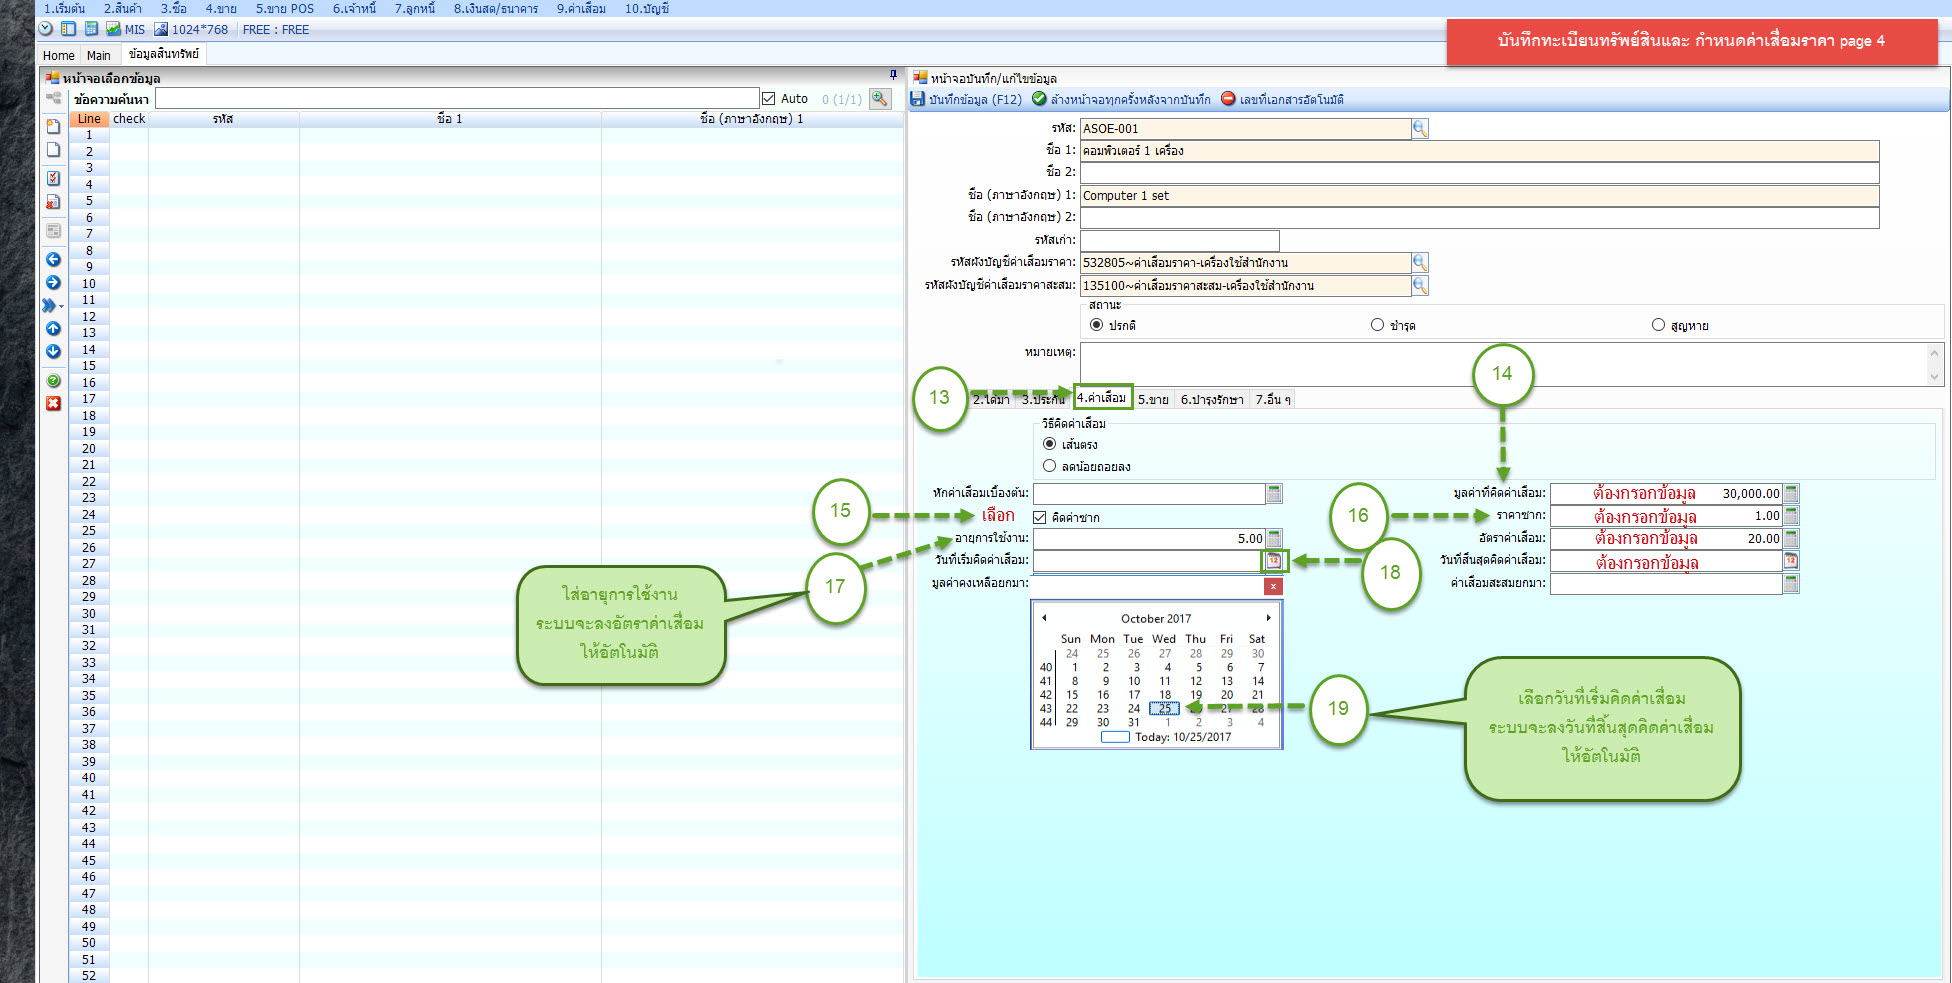 1.เริ่มต้น 2.สินค้า 3.ซื้อ 4.ขาย 5.ขาย POS 6.เจ้าหนี้ 7.ลูกหนี้ 8.เงินสด/ธนาคาร 9.ค่าเสื่อม 10.บัญชี
MIS 1024*768 FREE : FREE
บันทึกทะเบียนทรัพย์สินและ กำหนดค่าเสื่อมราคา page 4
Home Main ข้อมูลสินทรัพย์
หน้าจอเลือกข้อมูล
ข้อความค้นหา Auto 0 (1/1)
Line check รหัส ชื่อ 1 ชื่อ (ภาษาอังกฤษ) 1
1
2
3
4
5
6
7
8
9
10
11
12
13
14
15
16
17
18
19
20
21
22
23
24
25
26
27
28
29
30
31
32
33
34
35
36
37
38
39
40
41
42
43
44
45
46
47
48
49
50
51
52
หน้าจอบันทึก/แก้ไขข้อมูล
บันทึกข้อมูล (F12) ล้างหน้าจอทุกครั้งหลังจากบันทึก เลขที่เอกสารอัตโนมัติ
รหัส: ASOE-001
ชื่อ 1: คอมพิวเตอร์ 1 เครื่อง
ชื่อ 2:
ชื่อ (ภาษาอังกฤษ) 1: Computer 1 set
ชื่อ (ภาษาอังกฤษ) 2:
รหัสเก่า:
รหัสผังบัญชีค่าเสื่อมราคา: 532805~ค่าเสื่อมราคา-เครื่องใช้สำนักงาน
รหัสผังบัญชีค่าเสื่อมราคาสะสม: 135100~ค่าเสื่อมราคาสะสม-เครื่องใช้สำนักงาน
สถานะ
ปรกติ ชำรุด สูญหาย
หมายเหตุ:
13 14
2.ได้มา 3.ประกัน 4.ค่าเสื่อม 5.ขาย 6.บำรุงรักษา 7.อื่น ๆ
วิธีคิดค่าเสื่อม
เส้นตรง
ลดน้อยถอยลง
หักค่าเสื่อมเบื้องต้น: มูลค่าที่คิดค่าเสื่อม: ต้องกรอกข้อมูล 30,000.00
15 เลือก คิดค่าซาก 16 ราคาซาก: ต้องกรอกข้อมูล 1.00
อายุการใช้งาน: 5.00 อัตราค่าเสื่อม: ต้องกรอกข้อมูล 20.00
17 วันที่เริ่มคิดค่าเสื่อม: 12 18 วันที่สิ้นสุดคิดค่าเสื่อม: ต้องกรอกข้อมูล 12
มูลค่าคงเหลือยกมา: ค่าเสื่อมสะสมยกมา:
ใส่อายุการใช้งาน
ระบบจะลงอัตราค่าเสื่อม
ให้อัตโนมัติ
October 2017
Sun Mon Tue Wed Thu Fri Sat
24 25 26 27 28 29 30
40 1 2 3 4 5 6 7
41 8 9 10 11 12 13 14
42 15 16 17 18 19 20 21
43 22 23 24 25 26 27 28
44 29 30 31 1 2 3 4
Today: 10/25/2017
19
เลือกวันที่เริ่มคิดค่าเสื่อม
ระบบจะลงวันที่สิ้นสุดคิดค่าเสื่อม
ให้อัตโนมัติ